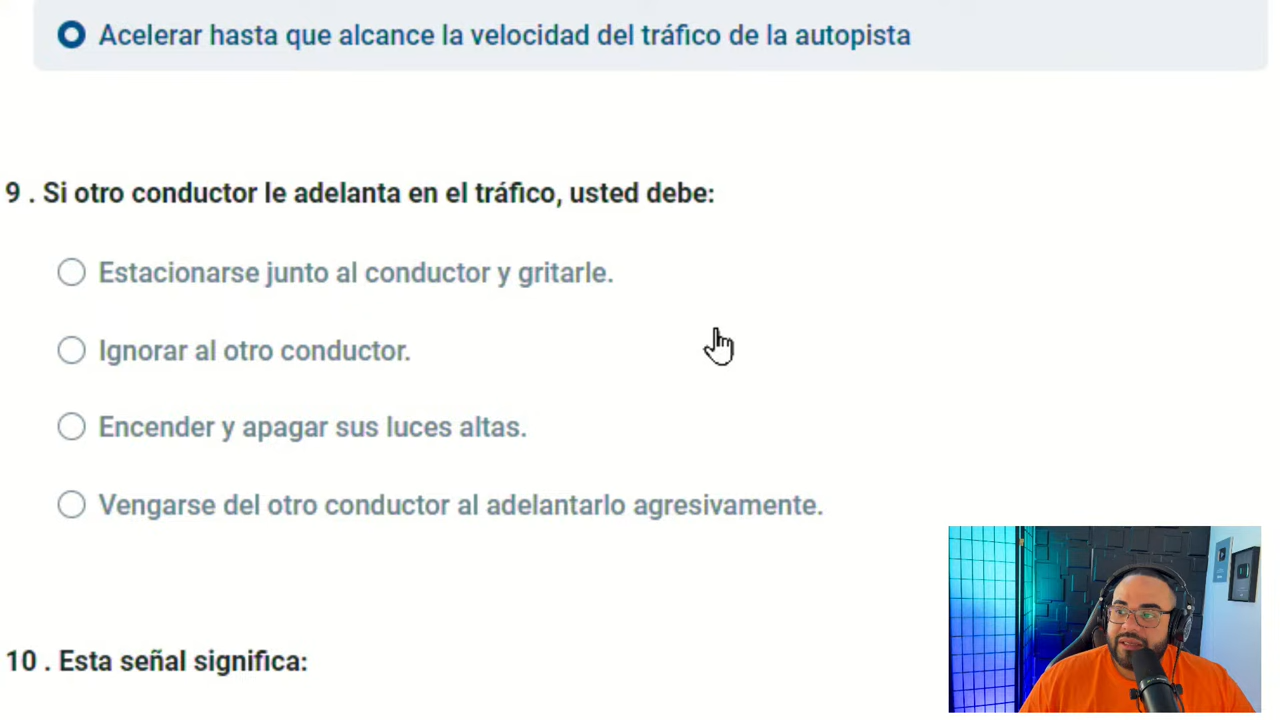 Acelerar hasta que alcance la velocidad del tráfico de la autopista
9 . Si otro conductor le adelanta en el tráfico, usted debe:
Estacionarse junto al conductor y gritarle.
Ignorar al otro conductor.
Encender y apagar sus luces altas.
Vengarse del otro conductor al adelantarlo agresivamente.
10 . Esta señal significa: